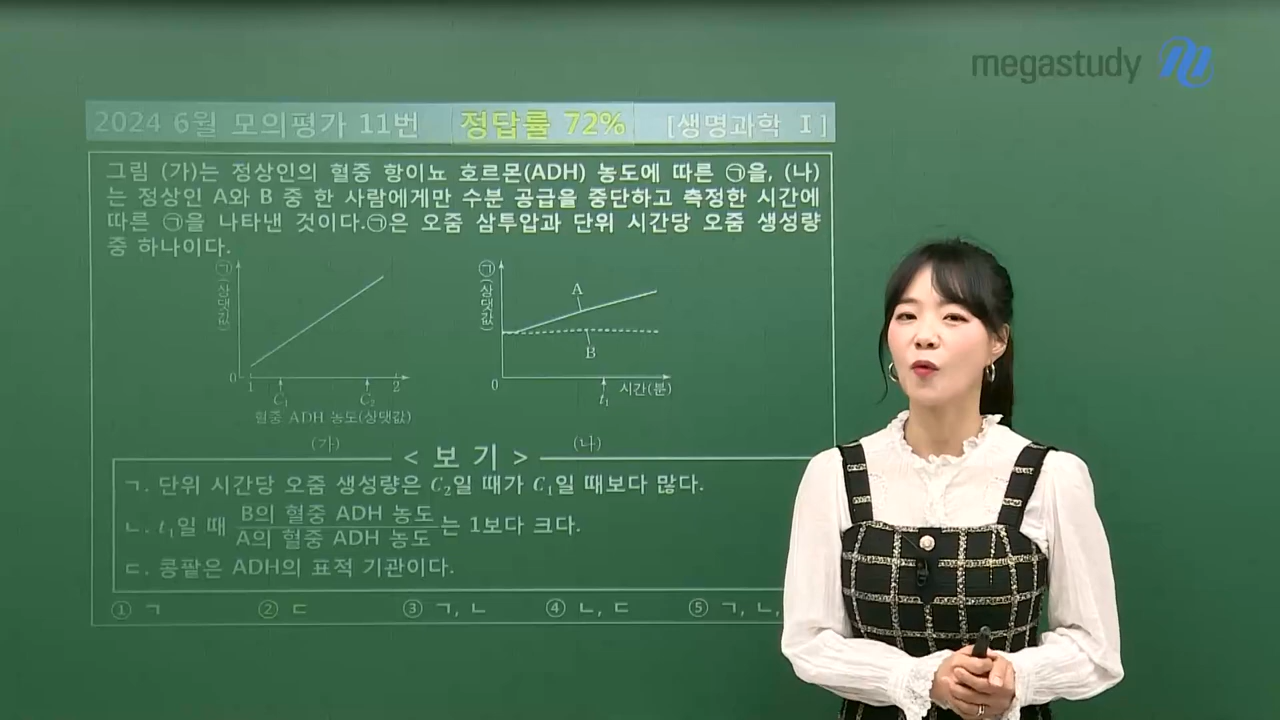 megastudy
2024 6월 모의평가 11번 정답률 72% [생명과학 Ⅰ]
그림 (가)는 정상인의 혈중 항이뇨 호르몬(ADH) 농도에 따른 ㉠을, (나)
는 정상인 A와 B 중 한 사람에게만 수분 공급을 중단하고 측정한 시간에
따른 ㉠을 나타낸 것이다.㉠은 오줌 삼투압과 단위 시간당 오줌 생성량
중 하나이다.
㉠(상댓값)
0 1 C₁ C₂ 2
혈중 ADH 농도(상댓값)
(가)
㉠(상댓값)
A
B
0 t₁ 시간(분)
(나)
< 보 기 >
ㄱ. 단위 시간당 오줌 생성량은 C₂일 때가 C₁일 때보다 많다.
ㄴ. t₁일 때 B의 혈중 ADH 농도/A의 혈중 ADH 농도 는 1보다 크다.
ㄷ. 콩팥은 ADH의 표적 기관이다.
① ㄱ ② ㄷ ③ ㄱ, ㄴ ④ ㄴ, ㄷ ⑤ ㄱ, ㄴ,